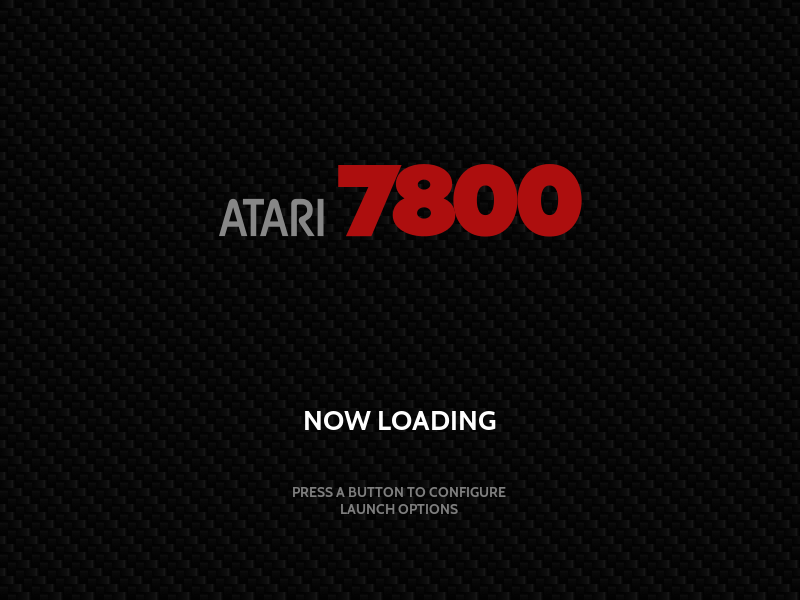 ATARI 7800
NOW LOADING
PRESS A BUTTON TO CONFIGURE
LAUNCH OPTIONS